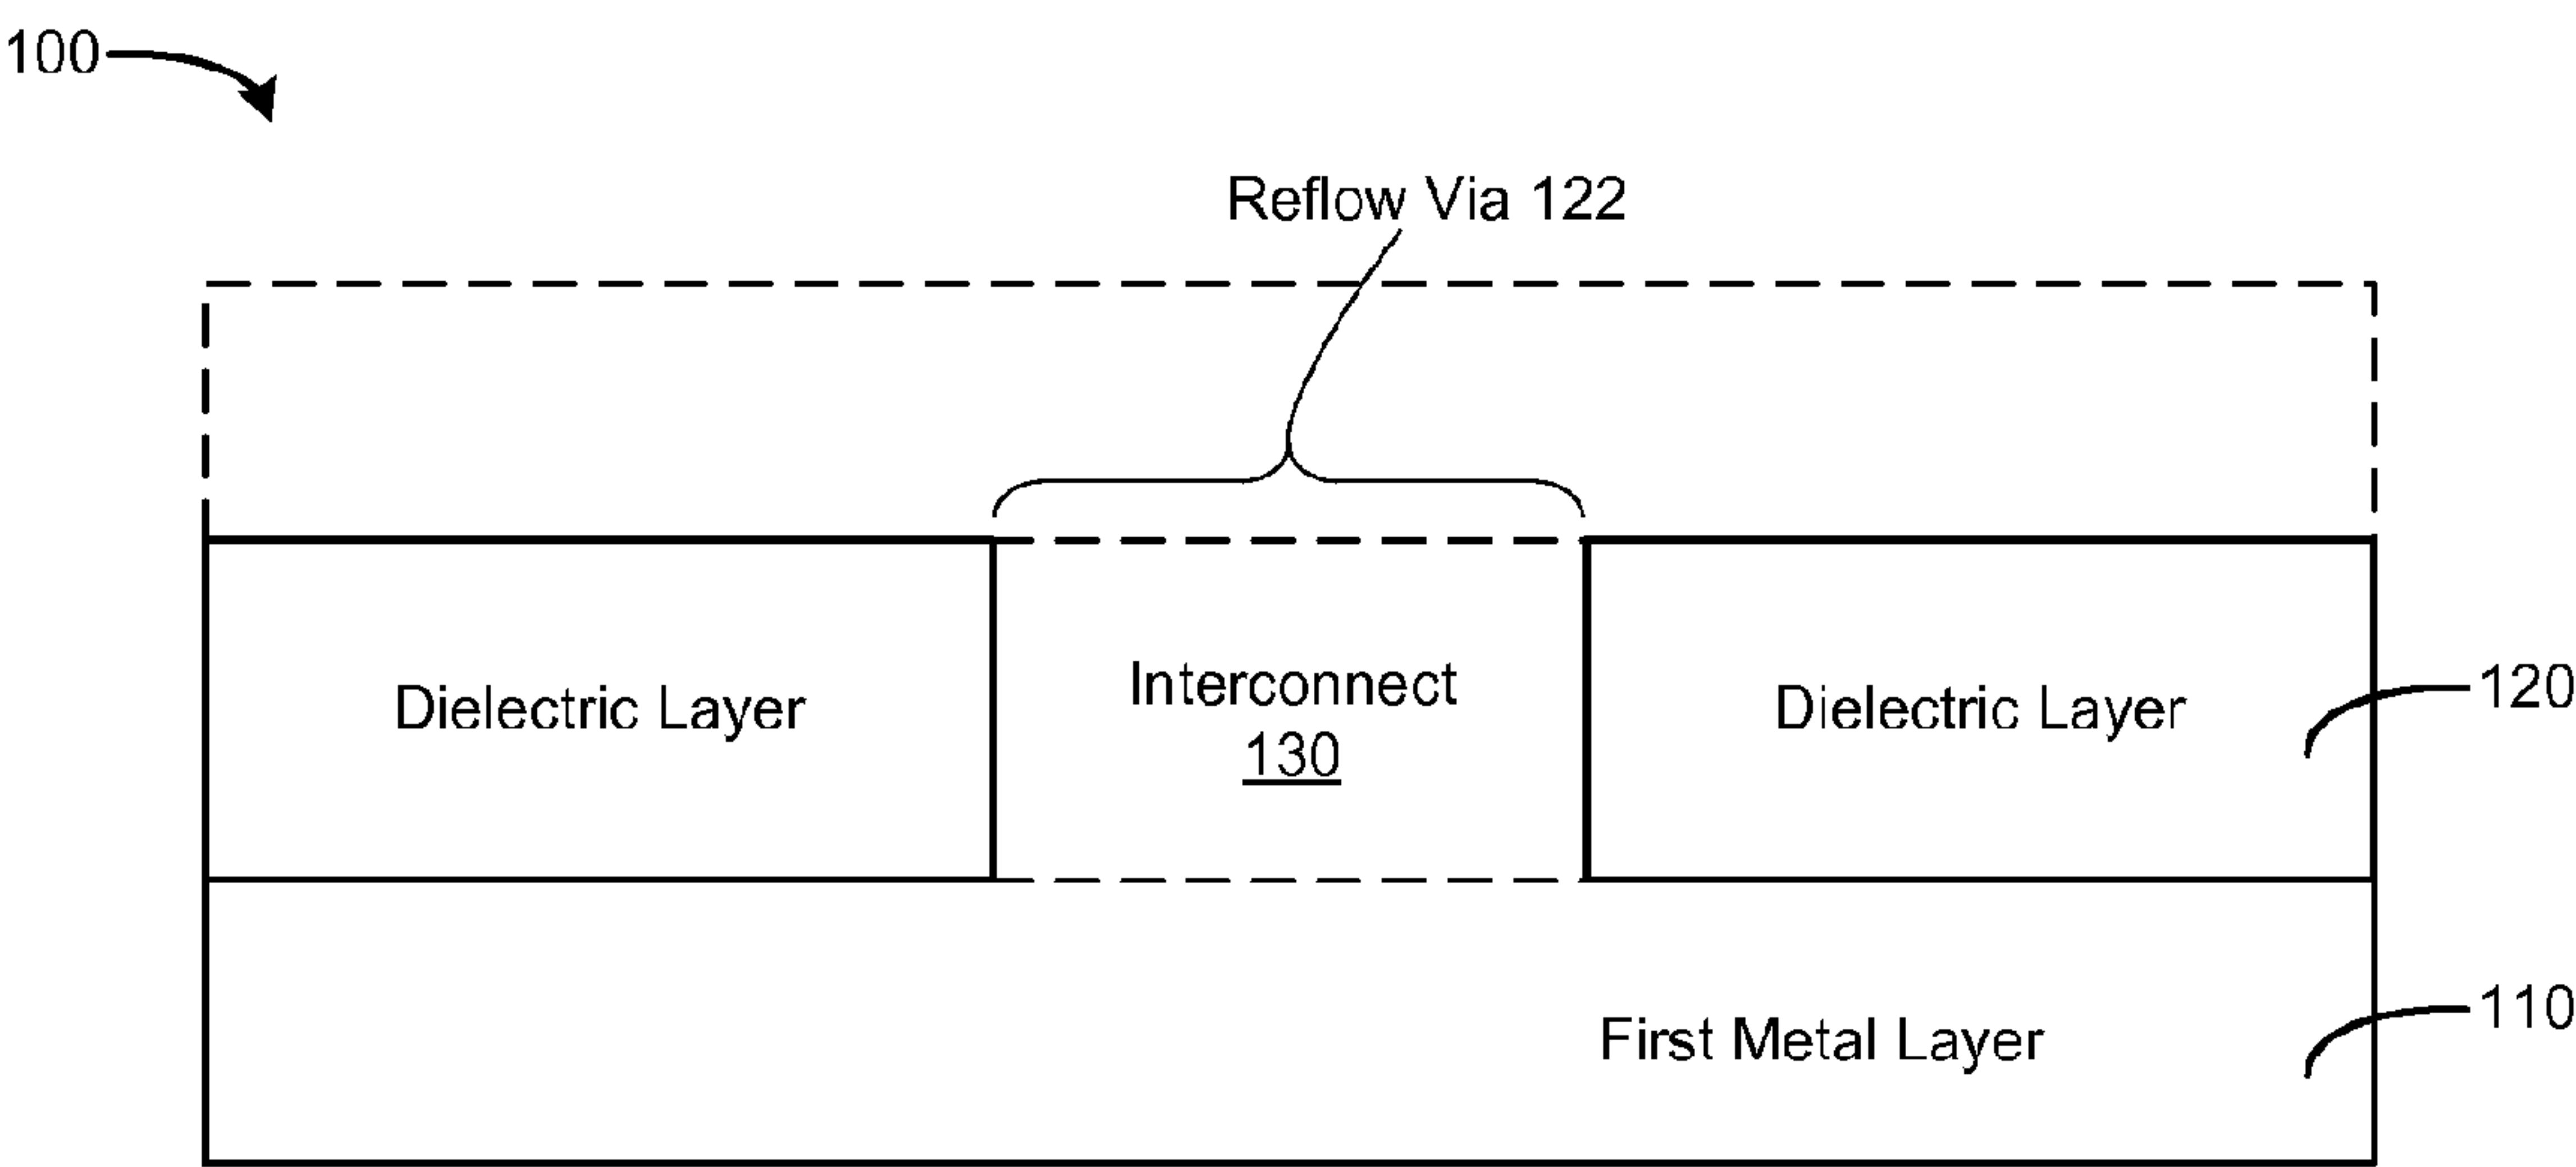 100
Reflow Via 122
Dielectric Layer
Interconnect
130
Dielectric Layer
120
First Metal Layer
110